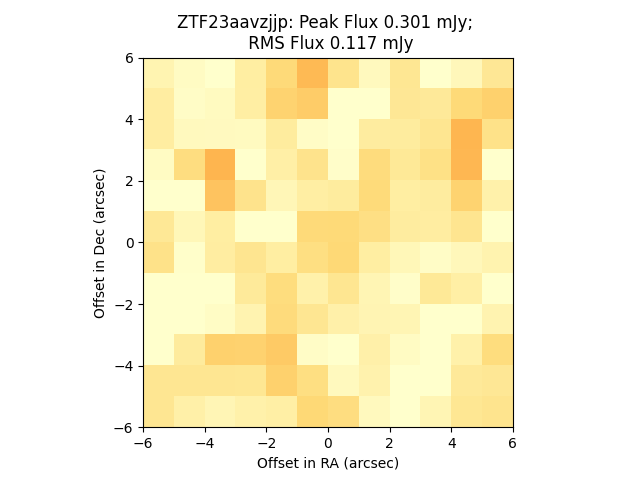 ZTF23aavzjjp: Peak Flux 0.301 mJy;
RMS Flux 0.117 mJy
6
4
2
0
−2
−4
−6
Offset in Dec (arcsec)
−6 −4 −2 0 2 4 6
Offset in RA (arcsec)